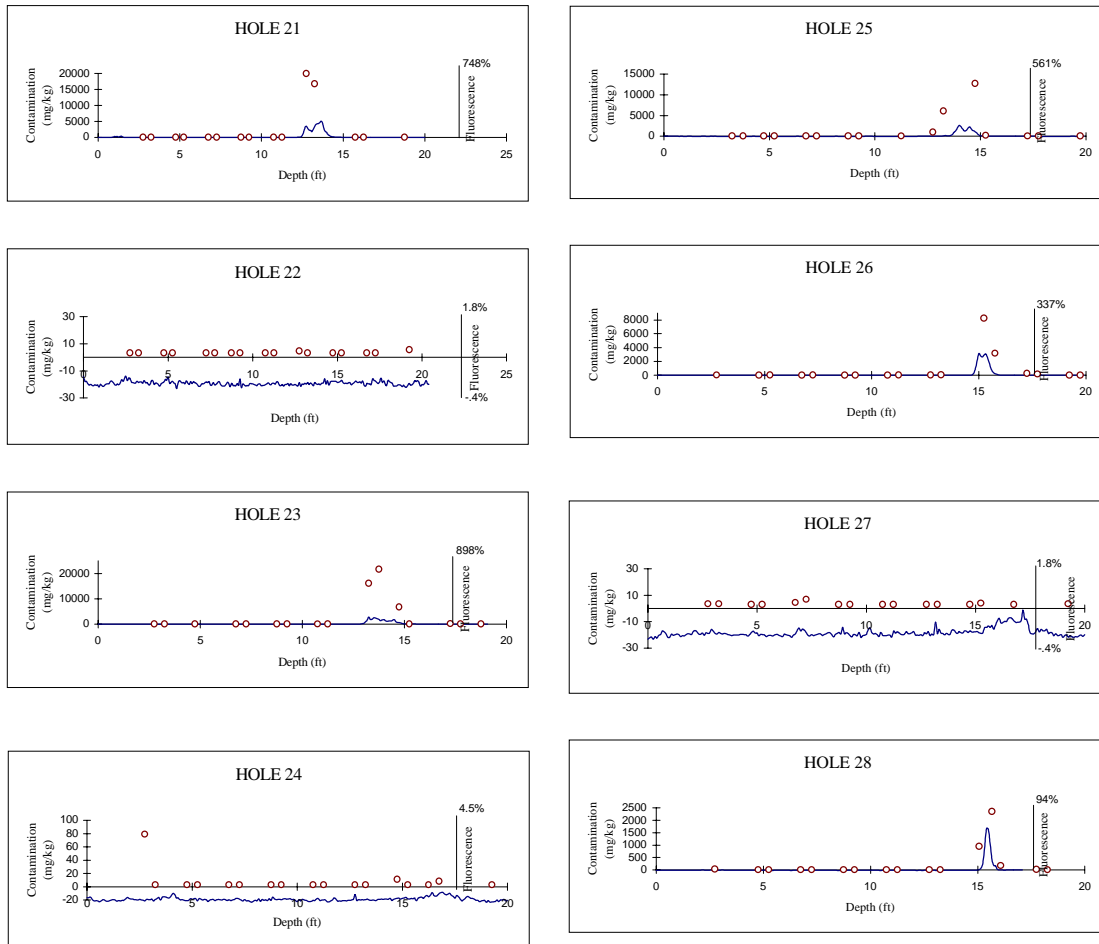 HOLE 21
748%
Contamination
(mg/kg)
20000
15000
10000
5000
0
0
5
10
15
20
25
Fluorescence
Depth (ft)
HOLE 22
1.8%
Contamination
(mg/kg)
30
10
-10
-30
0
5
10
15
20
25
Fluorescence
-.4%
Depth (ft)
HOLE 23
898%
Contamination
(mg/kg)
20000
10000
0
0
5
10
15
20
Fluorescence
Depth (ft)
HOLE 24
4.5%
Contamination
(mg/kg)
100
80
60
40
20
0
-20
0
5
10
15
20
Fluorescence
Depth (ft)
HOLE 25
561%
Contamination
(mg/kg)
15000
10000
5000
0
0
5
10
15
20
Fluorescence
Depth (ft)
HOLE 26
337%
Contamination
(mg/kg)
8000
6000
4000
2000
0
0
5
10
15
20
Fluorescence
Depth (ft)
HOLE 27
1.8%
Contamination
(mg/kg)
30
10
-10
-30
0
5
10
15
20
Fluorescence
-.4%
Depth (ft)
HOLE 28
94%
Contamination
(mg/kg)
2500
2000
1500
1000
500
0
0
5
10
15
20
Fluorescence
Depth (ft)